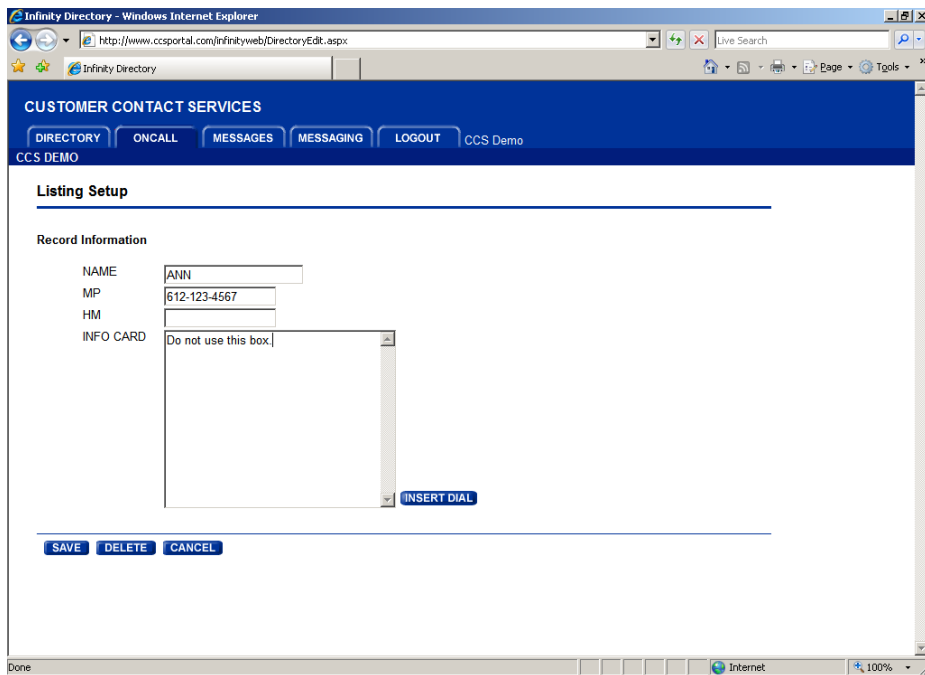 Infinity Directory - Windows Internet Explorer
http://www.ccsportal.com/infinityweb/DirectoryEdit.aspx
Live Search
Infinity Directory
Page
Tools
CUSTOMER CONTACT SERVICES
DIRECTORY ONCALL MESSAGES MESSAGING LOGOUT CCS Demo
CCS DEMO
Listing Setup
Record Information
NAME ANN
MP 612-123-4567
HM
INFO CARD Do not use this box.
INSERT DIAL
SAVE DELETE CANCEL
Done Internet 100%